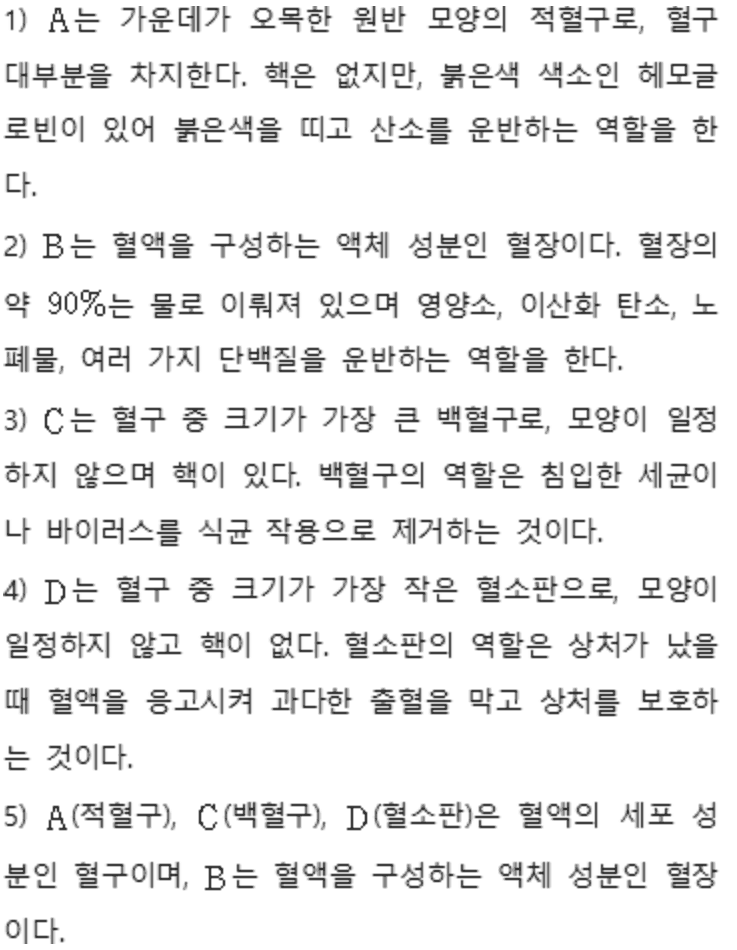 1) A는 가운데가 오목한 원반 모양의 적혈구로, 혈구
대부분을 차지한다. 핵은 없지만, 붉은색 색소인 헤모글
로빈이 있어 붉은색을 띠고 산소를 운반하는 역할을 한
다.
2) B는 혈액을 구성하는 액체 성분인 혈장이다. 혈장의
약 90%는 물로 이뤄져 있으며 영양소, 이산화 탄소, 노
폐물, 여러 가지 단백질을 운반하는 역할을 한다.
3) C는 혈구 중 크기가 가장 큰 백혈구로, 모양이 일정
하지 않으며 핵이 있다. 백혈구의 역할은 침입한 세균이
나 바이러스를 식균 작용으로 제거하는 것이다.
4) D는 혈구 중 크기가 가장 작은 혈소판으로, 모양이
일정하지 않고 핵이 없다. 혈소판의 역할은 상처가 났을
때 혈액을 응고시켜 과다한 출혈을 막고 상처를 보호하
는 것이다.
5) A(적혈구), C(백혈구), D(혈소판)은 혈액의 세포 성
분인 혈구이며, B는 혈액을 구성하는 액체 성분인 혈장
이다.